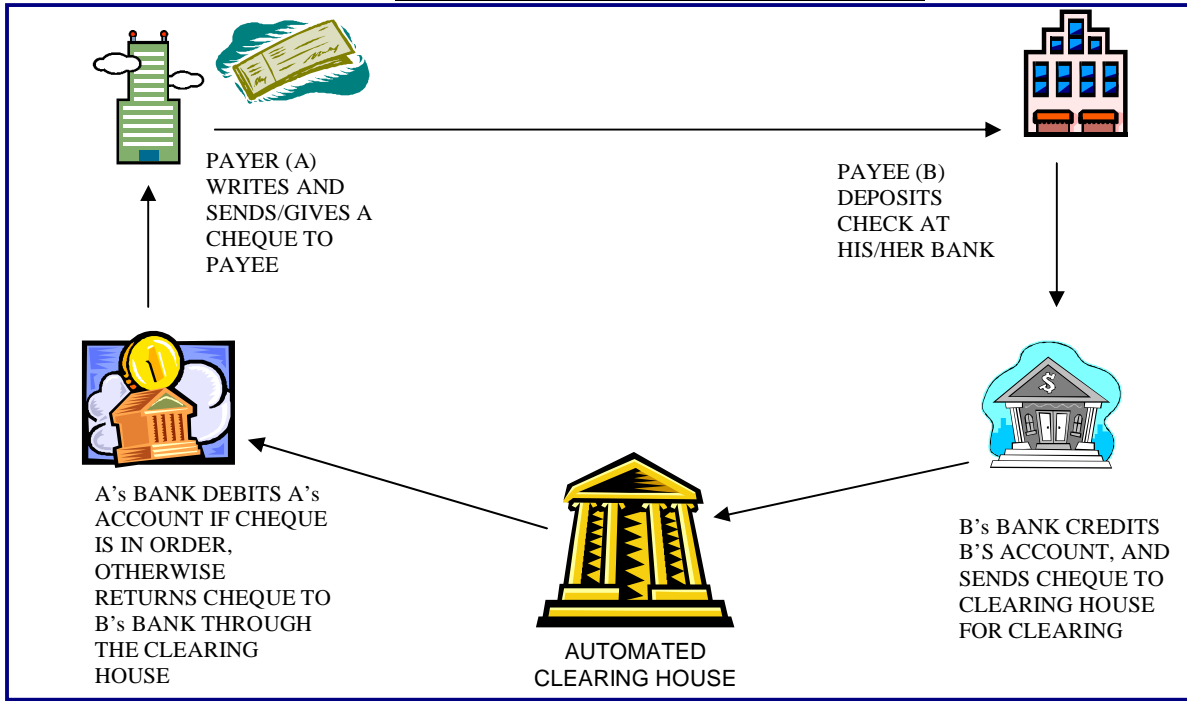 PAYER (A)
WRITES AND
SENDS/GIVES A
CHEQUE TO
PAYEE
PAYEE (B)
DEPOSITS
CHECK AT
HIS/HER BANK
$
B's BANK CREDITS
B'S ACCOUNT, AND
SENDS CHEQUE TO
CLEARING HOUSE
FOR CLEARING
AUTOMATED
CLEARING HOUSE
A's BANK DEBITS A's
ACCOUNT IF CHEQUE
IS IN ORDER,
OTHERWISE
RETURNS CHEQUE TO
B's BANK THROUGH
THE CLEARING
HOUSE